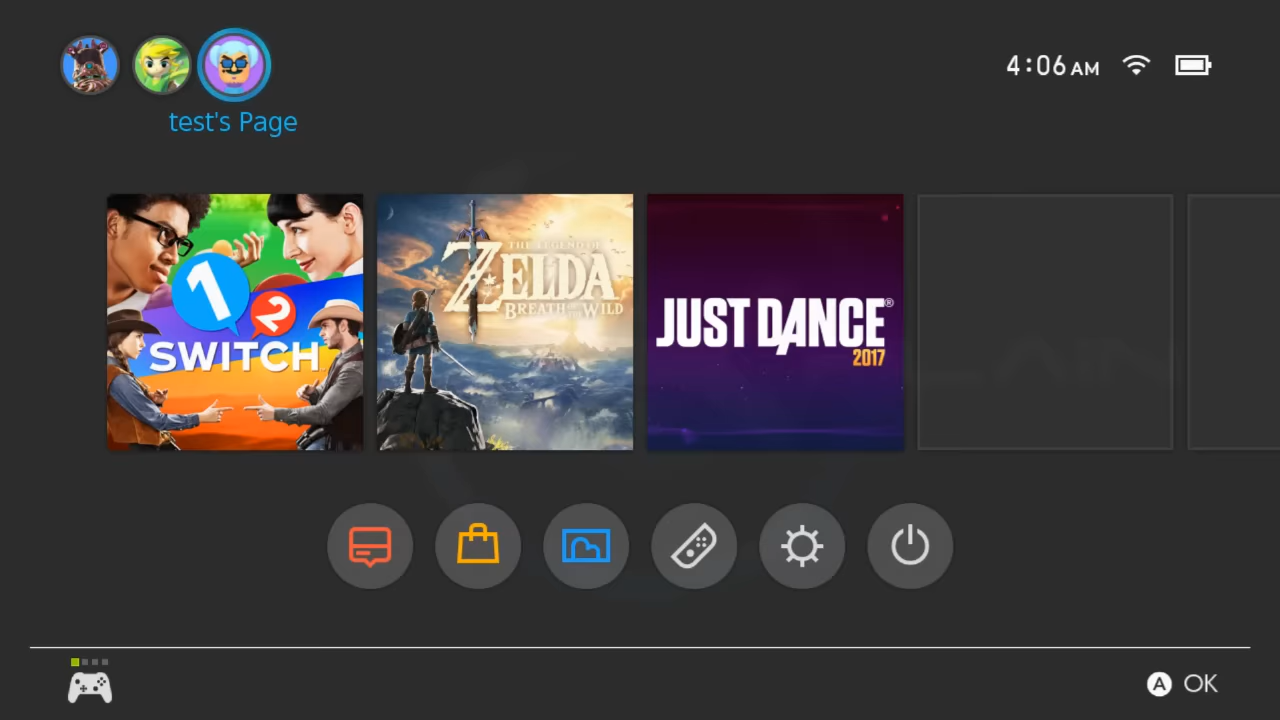 4:06 AM
test's Page
1
2
SWITCH
THE LEGEND OF
ZELDA
BREATH OF THE WILD
JUST DANCE®
2017
A OK